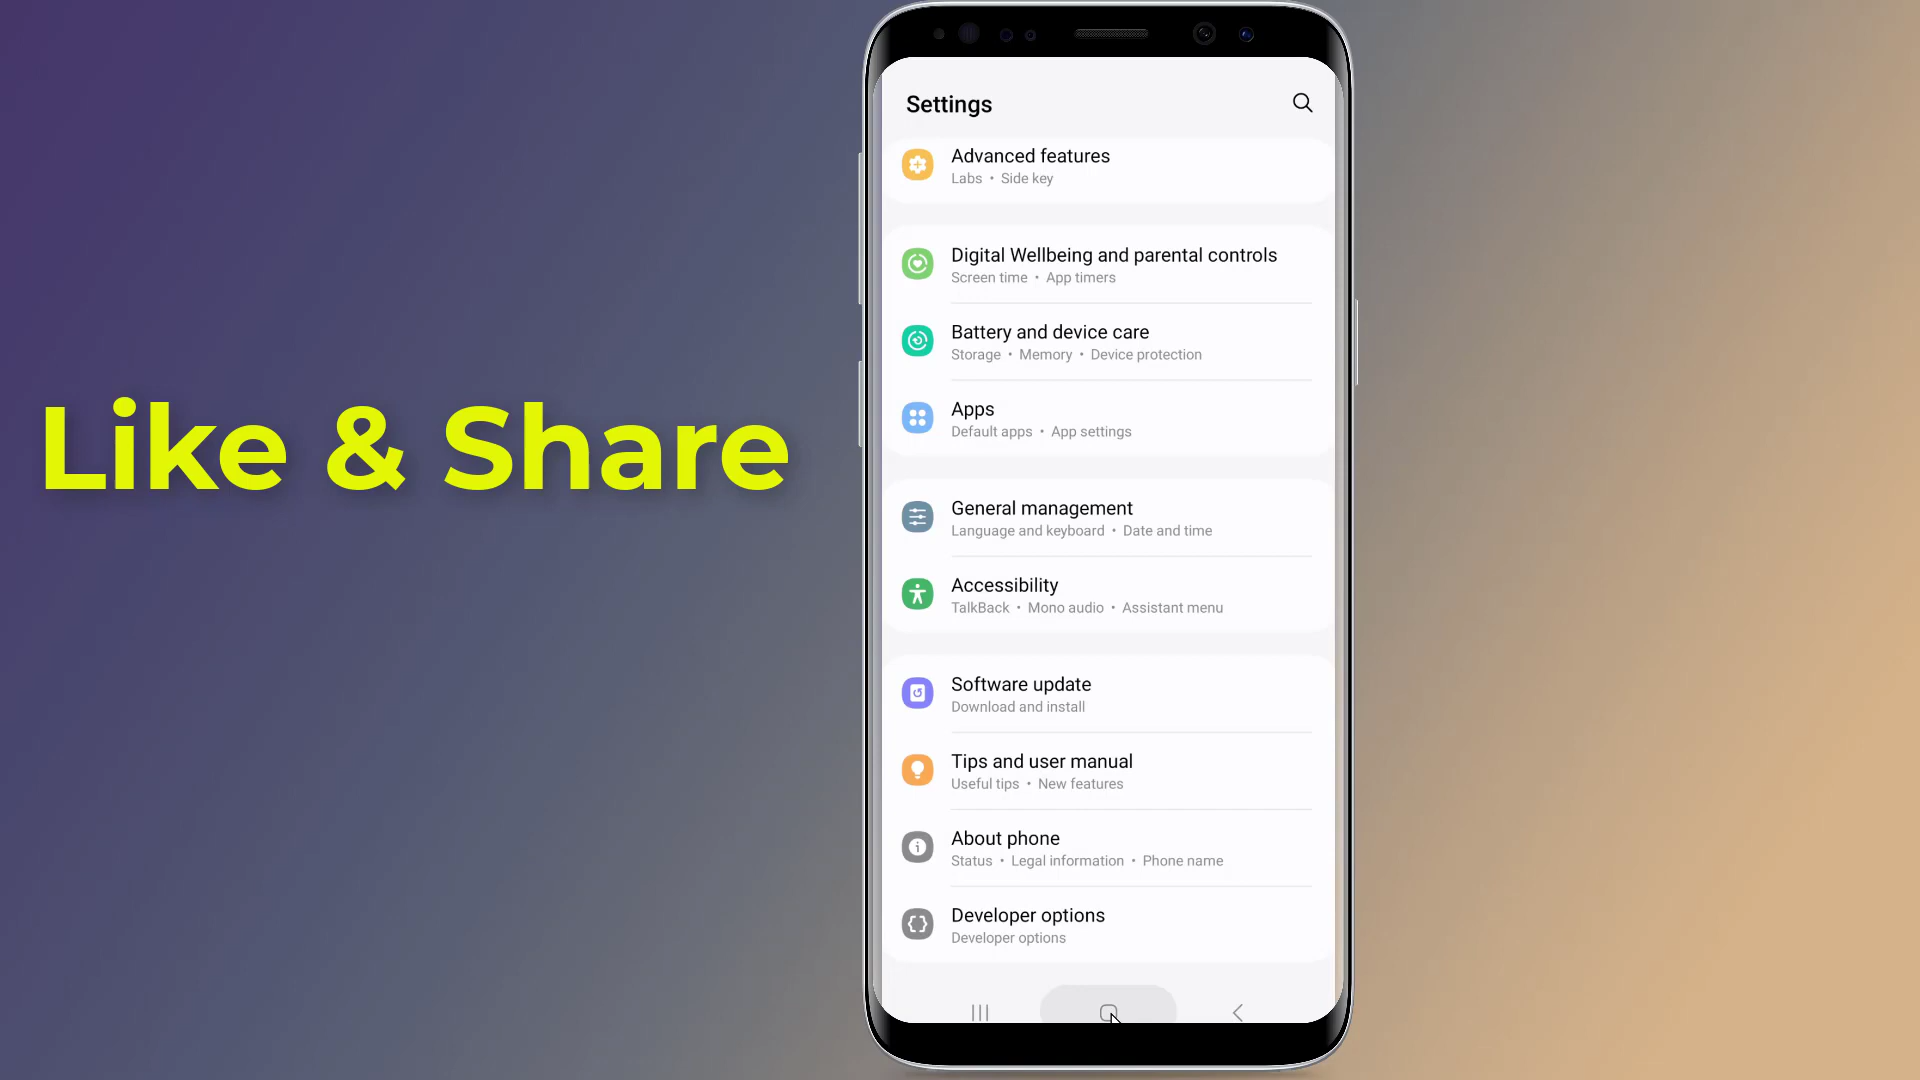 Like & Share
Settings
Advanced features
Labs • Side key
Digital Wellbeing and parental controls
Screen time • App timers
Battery and device care
Storage • Memory • Device protection
Apps
Default apps • App settings
General management
Language and keyboard • Date and time
Accessibility
TalkBack • Mono audio • Assistant menu
Software update
Download and install
Tips and user manual
Useful tips • New features
About phone
Status • Legal information • Phone name
Developer options
Developer options